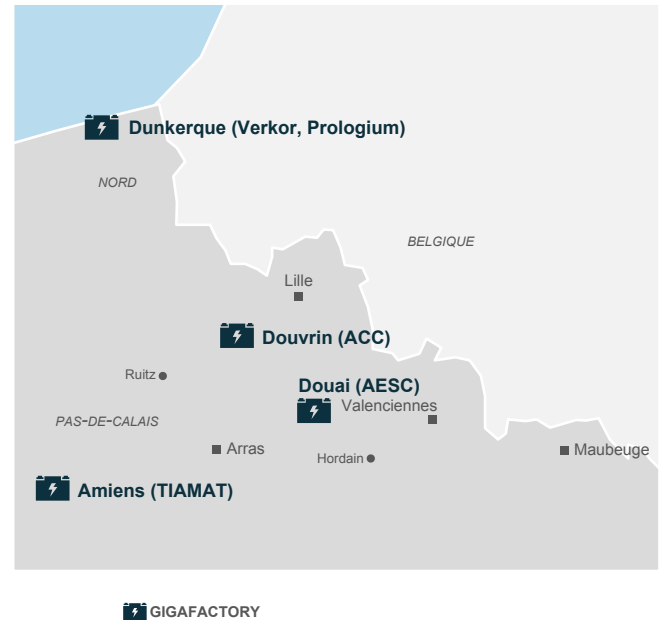 Dunkerque (Verkor, Prologium)
NORD
BELGIQUE
Lille
Douvrin (ACC)
Ruitz
Douai (AESC)
Valenciennes
PAS-DE-CALAIS
Arras
Hordain
Maubeuge
Amiens (TIAMAT)
GIGAFACTORY